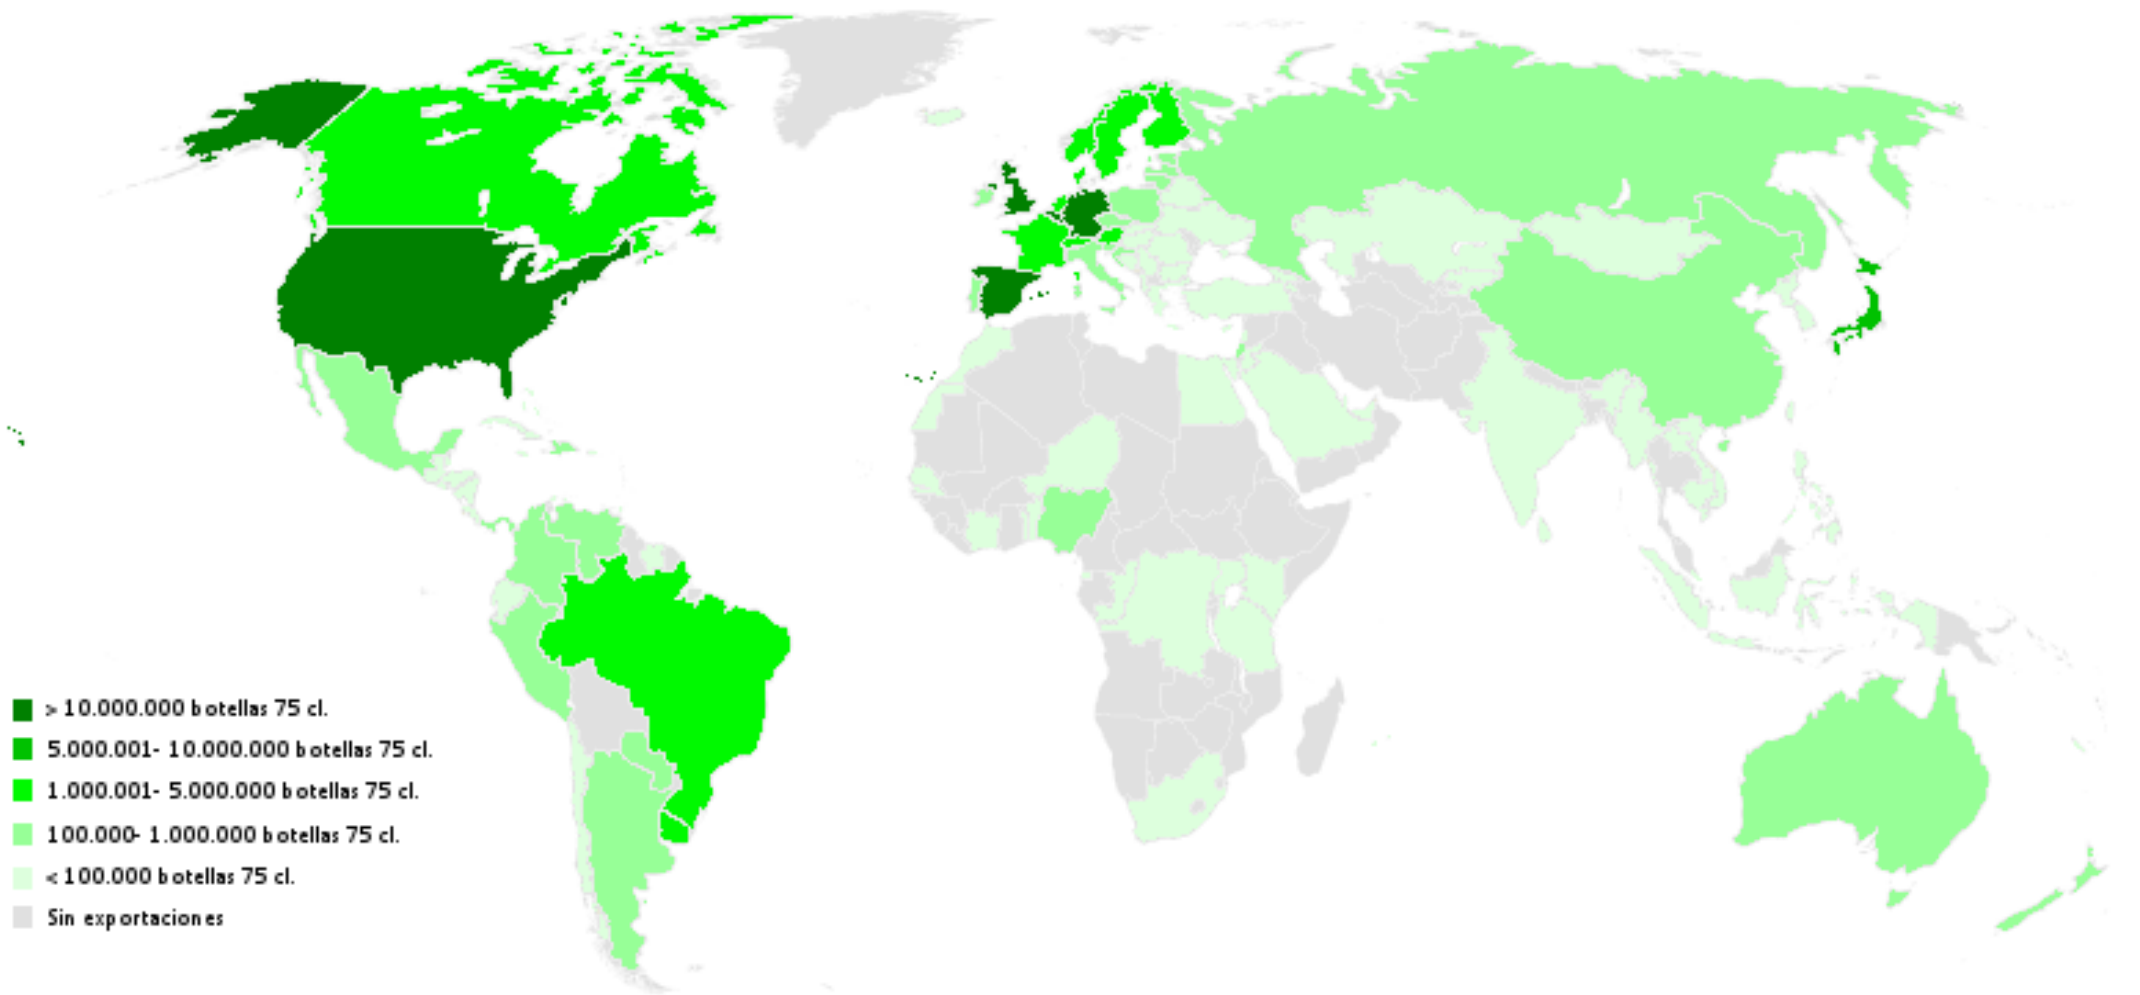 > 10.000.000 botellas 75 cl.
5.000.001- 10.000.000 botellas 75 cl.
1.000.001- 5.000.000 botellas 75 cl.
100.000- 1.000.000 botellas 75 cl.
< 100.000 botellas 75 cl.
Sin exportaciones